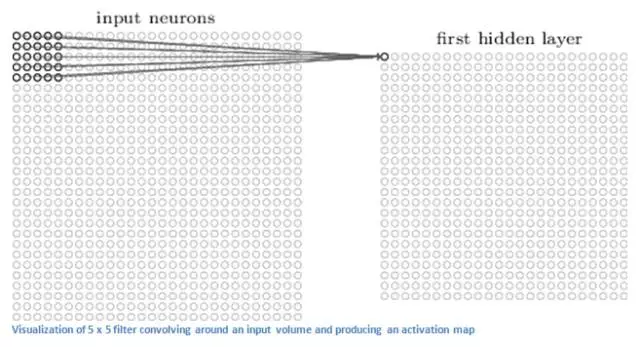 input neurons
first hidden layer
Visualization of 5 x 5 filter convolving around an input volume and producing an activation map